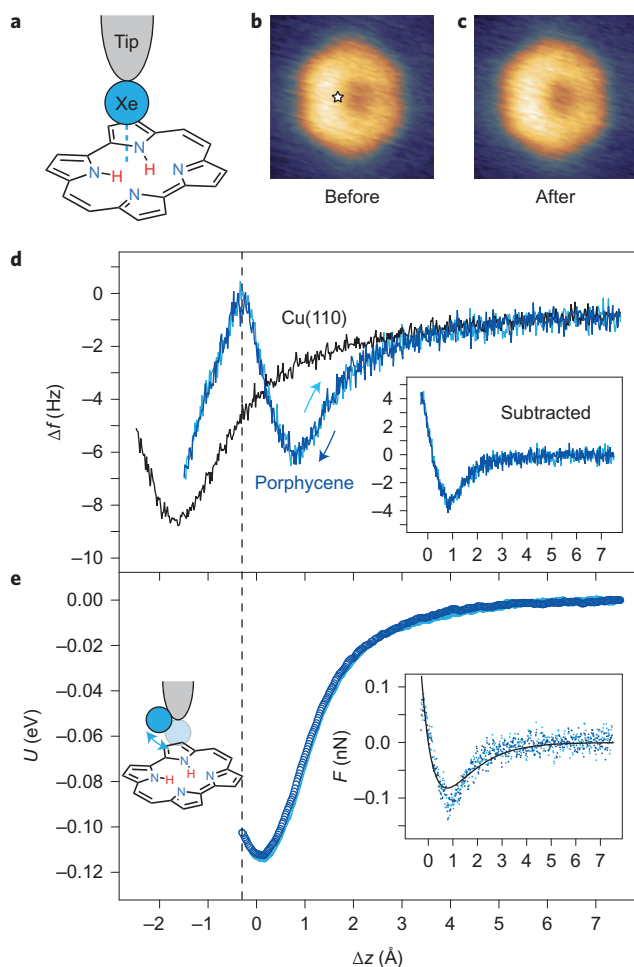 a
b
c
Tip
Xe
N
H
N
H
N
N
Before
After
d
0
−2
−4
−6
−8
−10
Δf (Hz)
Cu(110)
Porphycene
4
2
0
−2
−4
Subtracted
0 1 2 3 4 5 6 7
e
0.00
−0.02
−0.04
−0.06
−0.08
−0.10
−0.12
U (eV)
N
H
N
H
N
N
0.1
0.0
−0.1
F (nN)
0 1 2 3 4 5 6 7
−2 −1 0 1 2 3 4 5 6 7
Δz (Å)